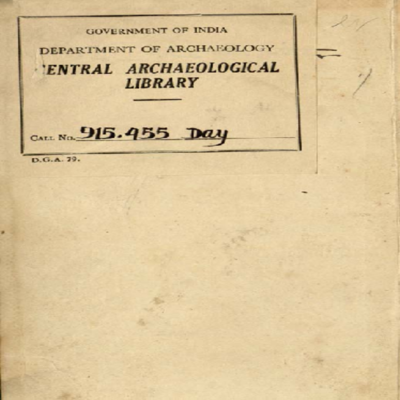 GOVERNMENT OF INDIA
DEPARTMENT OF ARCHAEOLOGY
ENTRAL ARCHAEOLOGICAL
LIBRARY
CALL No. 915.455 Day
D.G.A. 79.